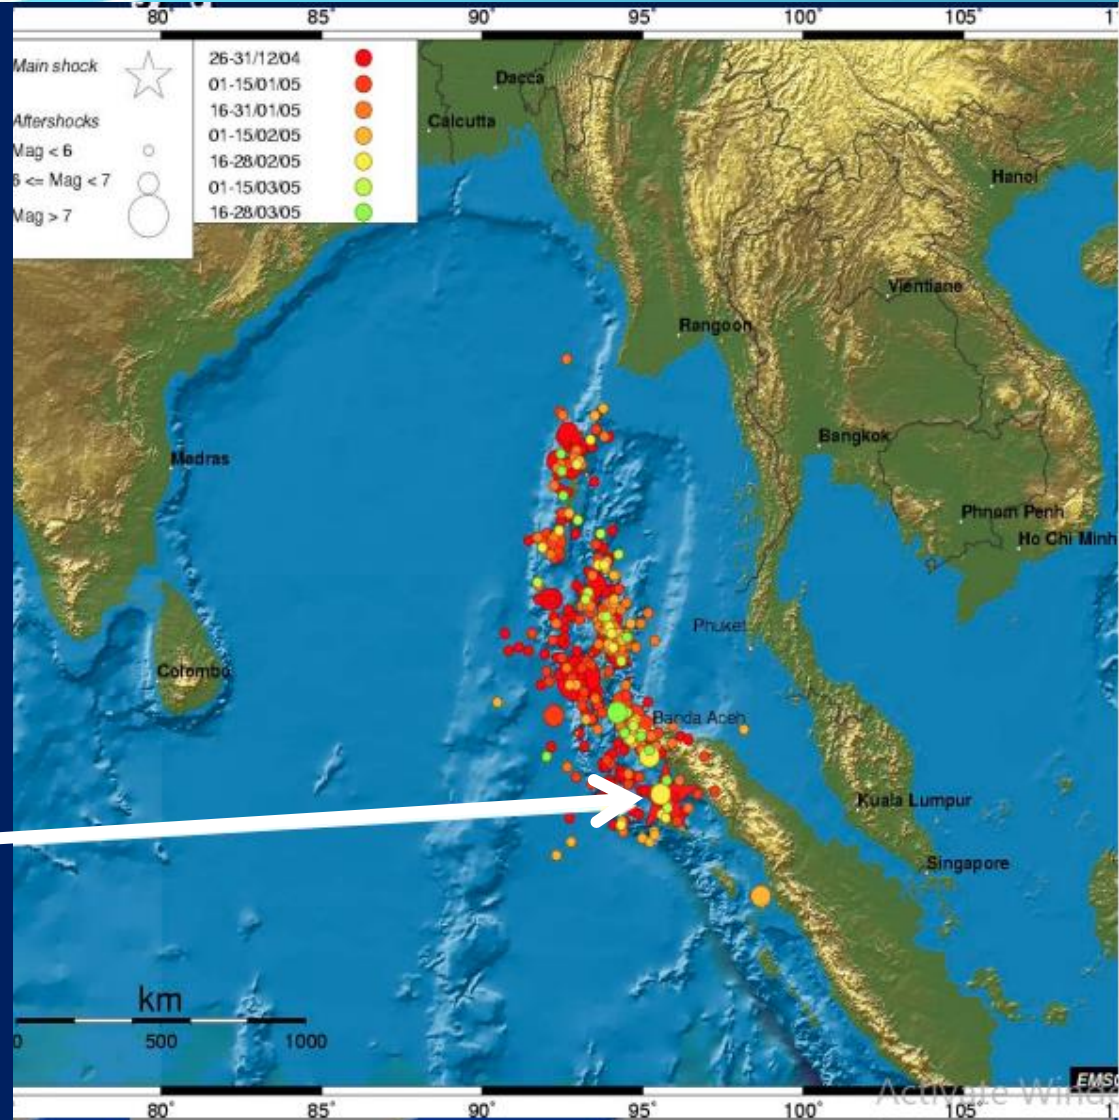 80° 85° 90° 95° 100° 105°
Main shock
Aftershocks
Mag < 6
6 <= Mag < 7
Mag > 7
26-31/12/04
01-15/01/05
16-31/01/05
01-15/02/05
16-28/02/05
01-15/03/05
16-28/03/05
Dacca
Calcutta
Hanoi
Vientiane
Rangoon
Bangkok
Madras
Phnom Penh
Ho Chi Minh
Phuket
Colombo
Banda Aceh
Kuala Lumpur
Singapore
km
0 500 1000
EMSC
80° 85° 90° 95° 100° 105°